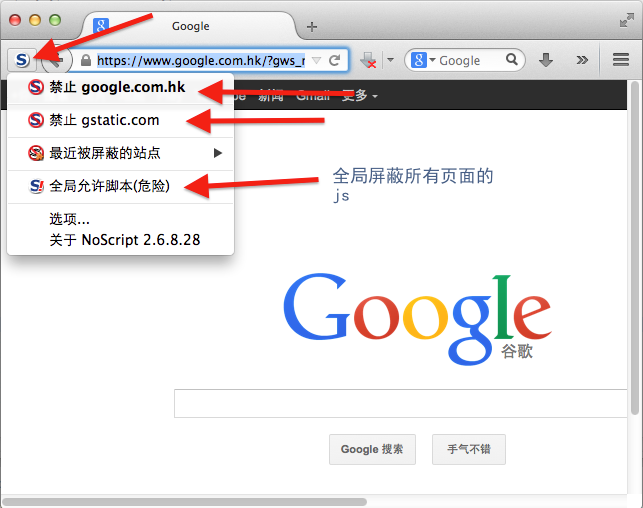 Google
https://www.google.com.hk/?gws_r
Google
禁止 google.com.hk
新闻 Gmail 更多
禁止 gstatic.com
最近被屏蔽的站点
全局允许脚本(危险)
选项...
关于 NoScript 2.6.8.28
全局屏蔽所有页面的
js
Google
谷歌
Google 搜索
手气不错